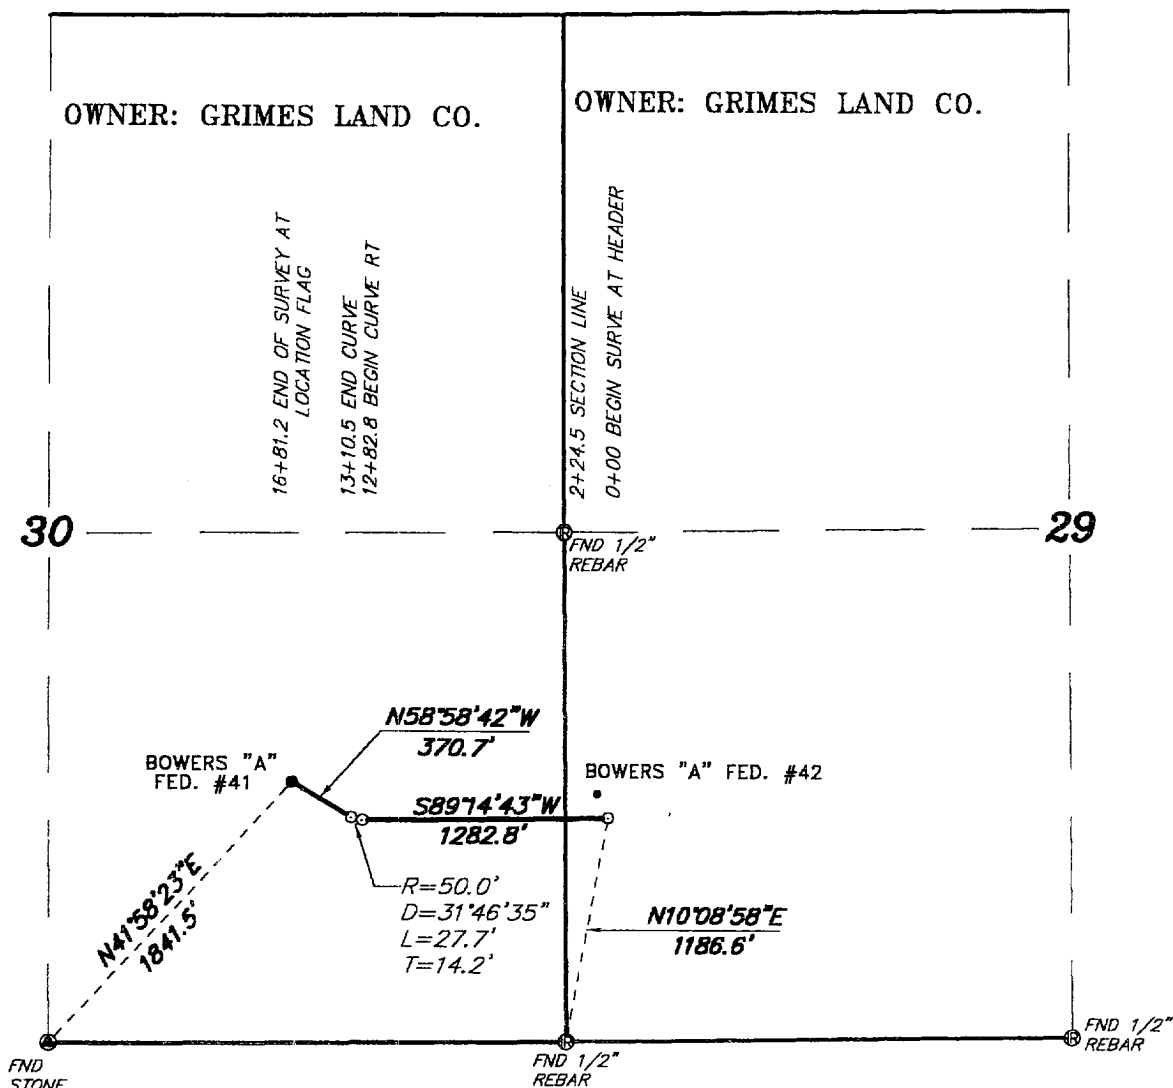 OWNER: GRIMES LAND CO.
OWNER: GRIMES LAND CO.
16+81.2 END OF SURVEY AT
LOCATION FLAG
13+10.5 END CURVE
12+82.8 BEGIN CURVE RT
2+24.5 SECTION LINE
0+00 BEGIN SURVE AT HEADER
30
29
FND 1/2"
REBAR
N58°58'42"W
370.7'
BOWERS "A"
FED. #41
BOWERS "A" FED. #42
S89°14'43"W
1282.8'
R=50.0'
D=31°46'35"
L=27.7'
T=14.2'
N41°58'23"E
1841.5'
N10°08'58"E
1186.6'
FND
STONE
FND 1/2"
REBAR
FND 1/2"
REBAR